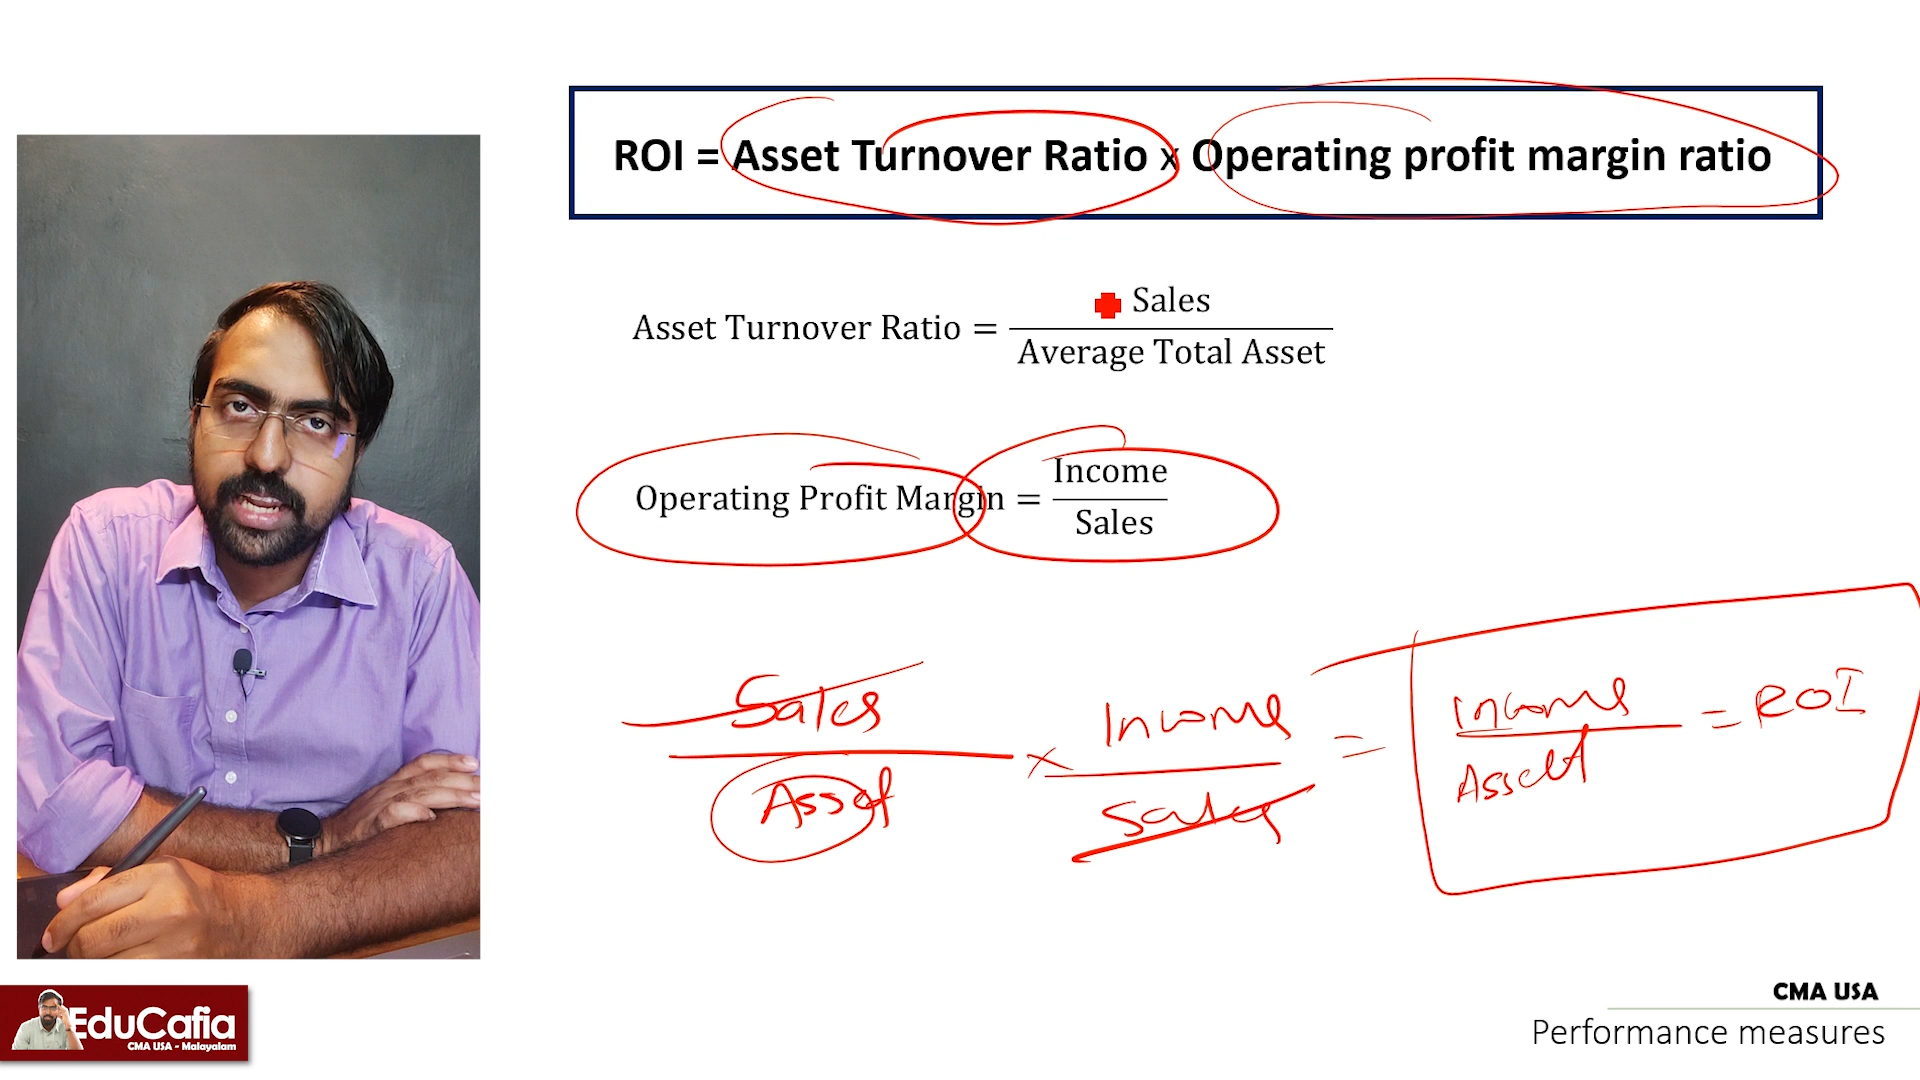 ROI = Asset Turnover Ratio x Operating profit margin ratio
Asset Turnover Ratio = Sales / Average Total Asset
Operating Profit Margin = Income / Sales
Sales / Asset × Income / Sales = Income / Asset = ROI
EduCafia
CMA USA - Malayalam
CMA USA
Performance measures